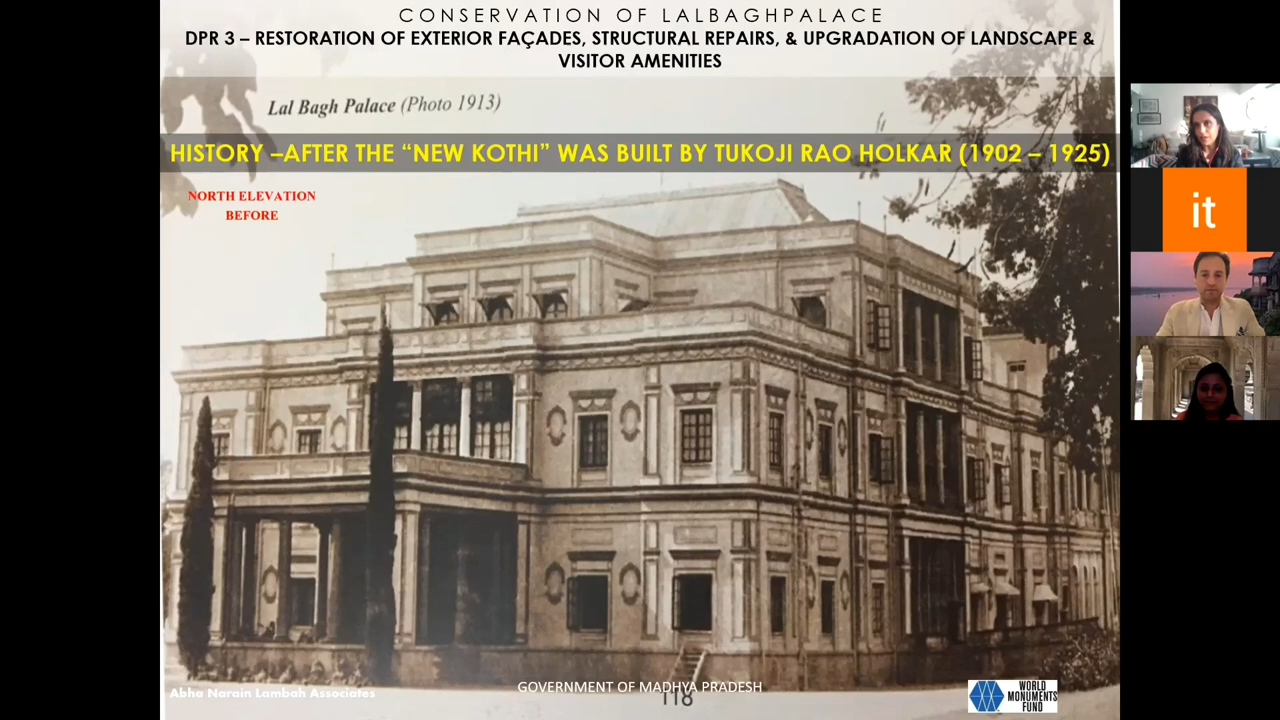 CONSERVATION OF LALBAGHPALACE
DPR 3 – RESTORATION OF EXTERIOR FAÇADES, STRUCTURAL REPAIRS, & UPGRADATION OF LANDSCAPE &
VISITOR AMENITIES
Lal Bagh Palace (Photo 1913)
HISTORY –AFTER THE “NEW KOTHI” WAS BUILT BY TUKOJI RAO HOLKAR (1902 – 1925)
NORTH ELEVATION
BEFORE
it
Abha Narain Lambah Associates
GOVERNMENT OF MADHYA PRADESH
118
WORLD
MONUMENTS
FUND